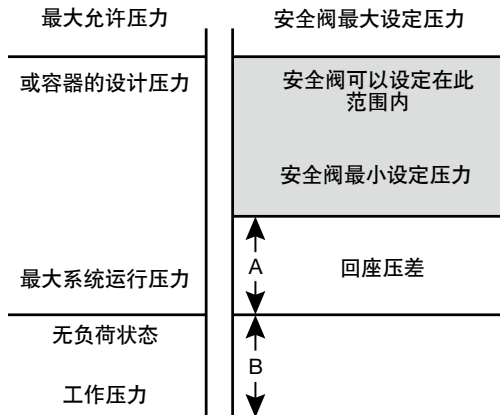 最大允许压力
或容器的设计压力
最大系统运行压力
无负荷状态
工作压力
安全阀最大设定压力
安全阀可以设定在此
范围内
安全阀最小设定压力
A
回座压差
B